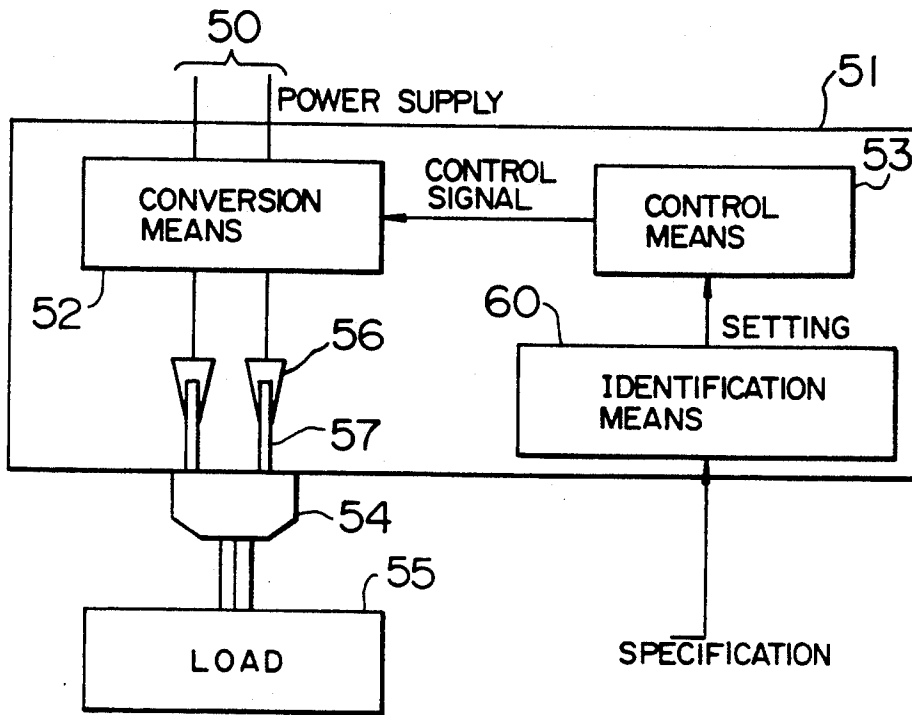 50
POWER SUPPLY
51
CONVERSION
MEANS
CONTROL
SIGNAL
CONTROL
MEANS
53
52
60
SETTING
56
IDENTIFICATION
MEANS
57
54
55
LOAD
SPECIFICATION